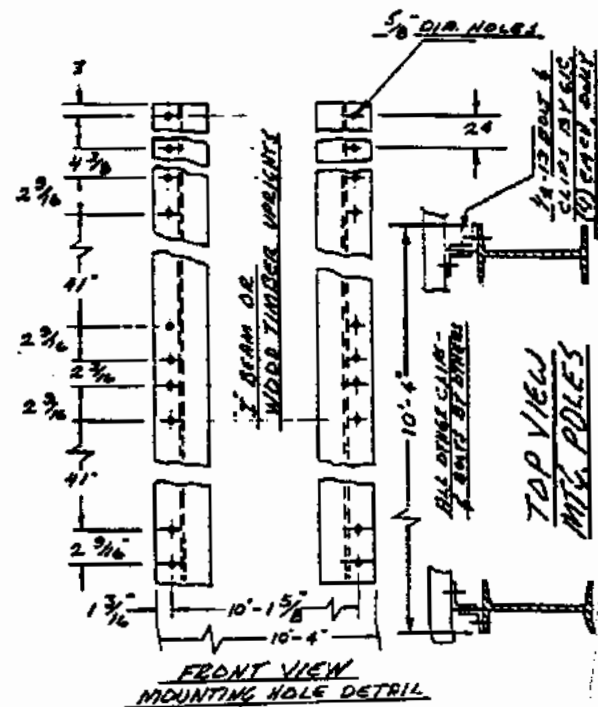 5/8" DIA. HOLES
3
24
4 3/8
2 9/16
41"
2 9/16
2 3/16
2 9/16
41"
2 9/16"
"I" BEAM OR
WOOD TIMBER UPRIGHTS
1/2-13 BOLT &
CLIPS BY
(4) EACH ONLY
10'-4"
ALL OTHER CLIPS -
& BOLTS BY OTHERS
TOP VIEW
MTG. POLES
1 3/16"
10'-1 5/8"
10'-4"
FRONT VIEW
MOUNTING HOLE DETAIL